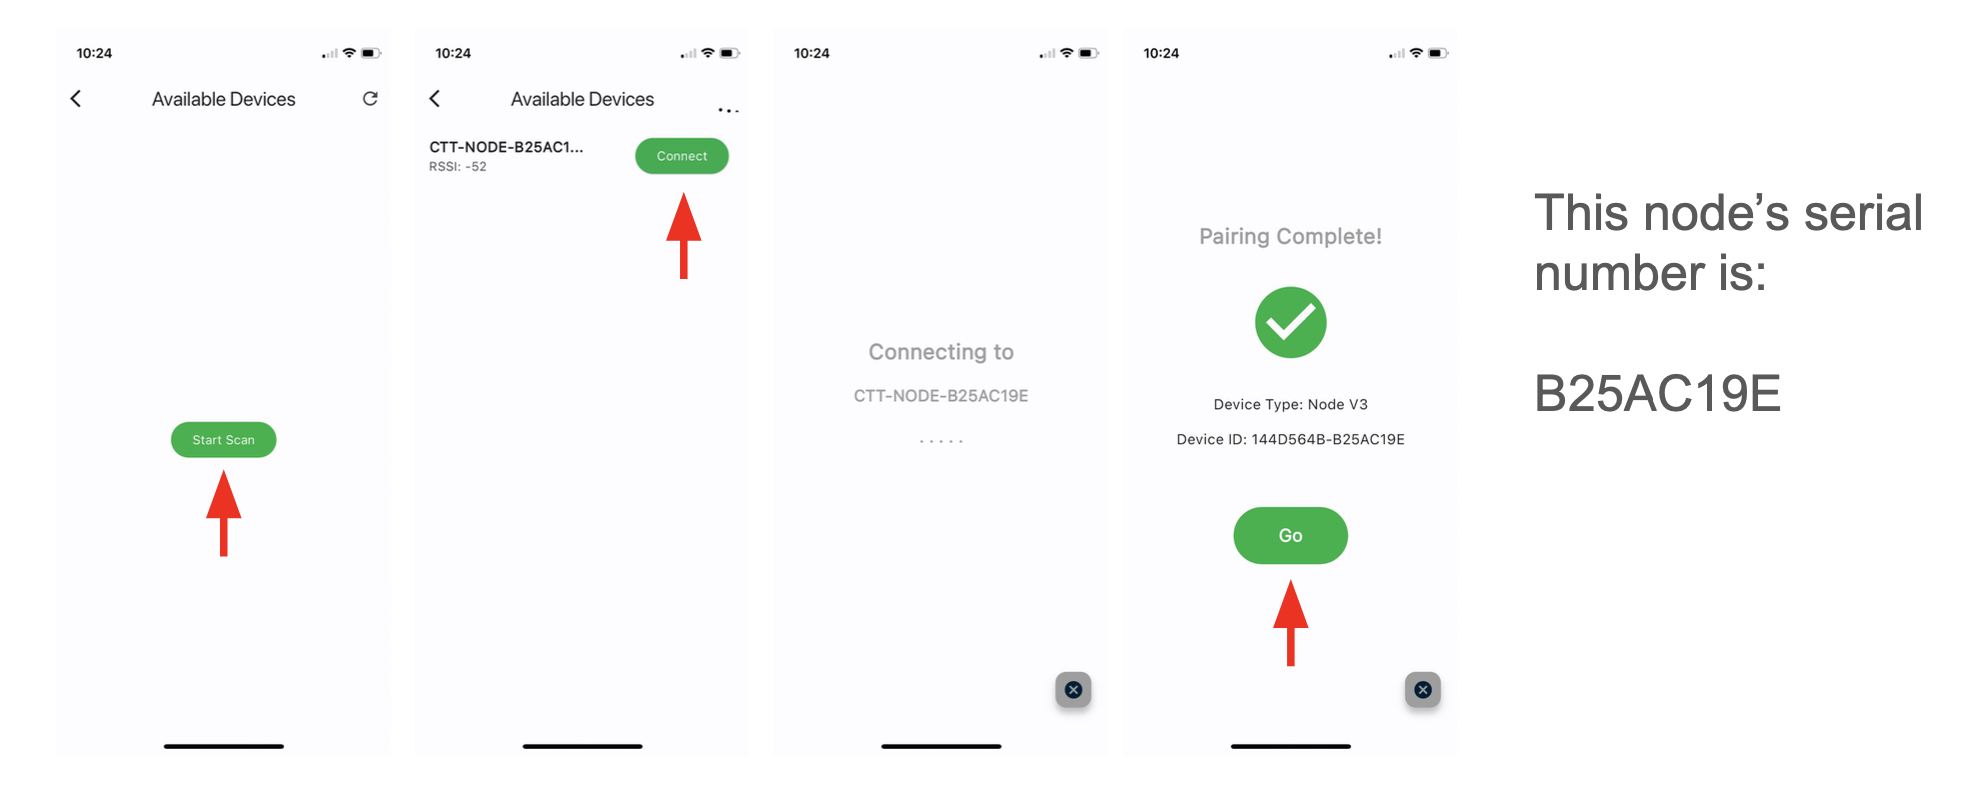 10:24
Available Devices
Start Scan
10:24
Available Devices
...
CTT-NODE-B25AC1...
RSSI: -52
Connect
10:24
Connecting to
CTT-NODE-B25AC19E
.....
10:24
Pairing Complete!
Device Type: Node V3
Device ID: 144D564B-B25AC19E
Go
This node’s serial
number is:
B25AC19E